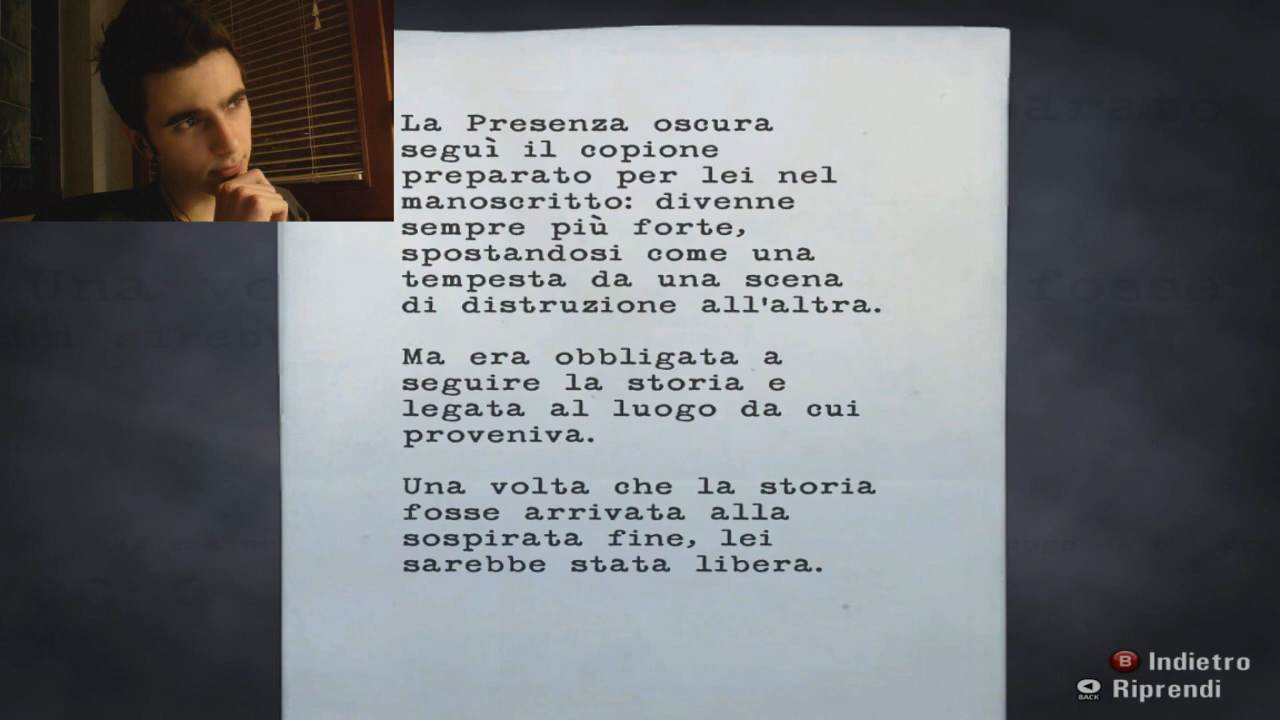 La Presenza oscura
seguì il copione
preparato per lei nel
manoscritto: divenne
sempre più forte,
spostandosi come una
tempesta da una scena
di distruzione all'altra.
Ma era obbligata a
seguire la storia e
legata al luogo da cui
proveniva.
Una volta che la storia
fosse arrivata alla
sospirata fine, lei
sarebbe stata libera.
B Indietro
BACK Riprendi